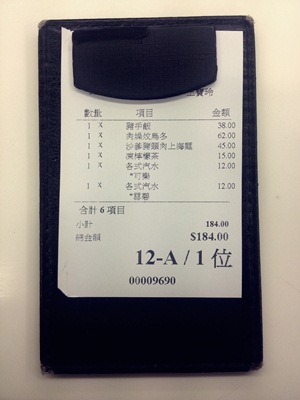 數量 項目 金額
1 X 豬手飯 38.00
1 X 肉燥炆烏冬 62.00
1 X 沙爹豬頸肉上海麵 45.00
1 X 凍檸檬茶 15.00
1 X 各式汽水 12.00
*可樂
1 X 各式汽水 12.00
合計 6 項目
小計 184.00
總金額 $184.00
12-A / 1 位
00009690